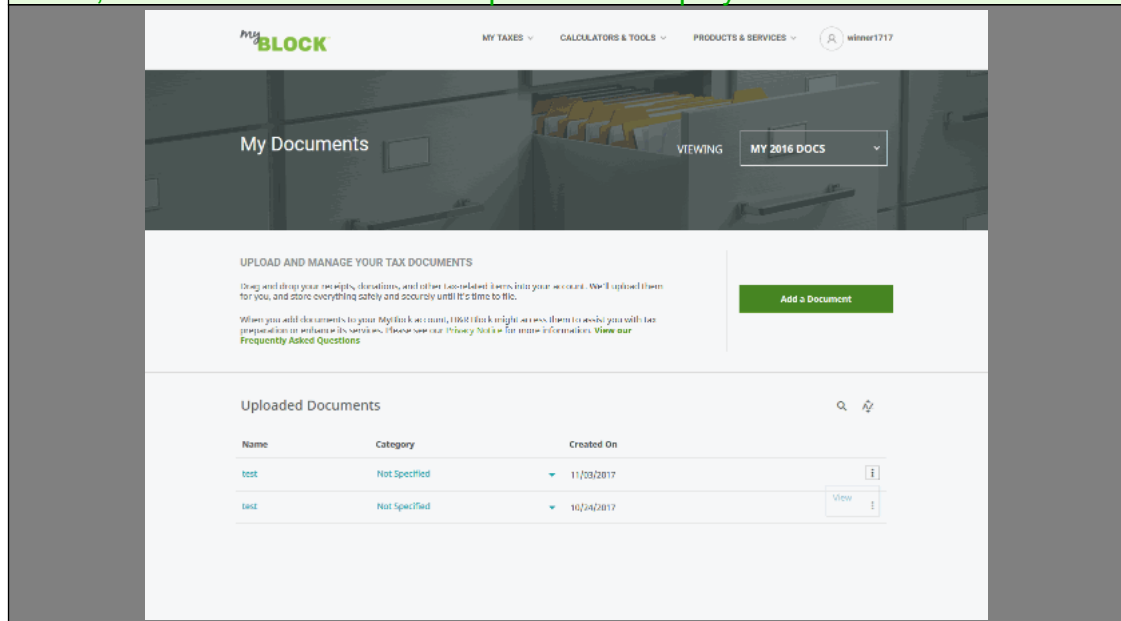 myBLOCK
MY TAXES
CALCULATORS & TOOLS
PRODUCTS & SERVICES
winner1717
My Documents
VIEWING
MY 2016 DOCS
UPLOAD AND MANAGE YOUR TAX DOCUMENTS
Drag and drop your receipts, donations, and other tax-related items into your account. We'll upload them
for you, and store everything safely and securely until it's time to file.
Add a Document
When you add documents to your MyBlock account, H&R Block might access them to assist you with tax
preparation or enhance its services. Please see our Privacy Notice for more information. View our
Frequently Asked Questions
Uploaded Documents
Name Category Created On
test Not Specified 11/03/2017
View
test Not Specified 10/24/2017